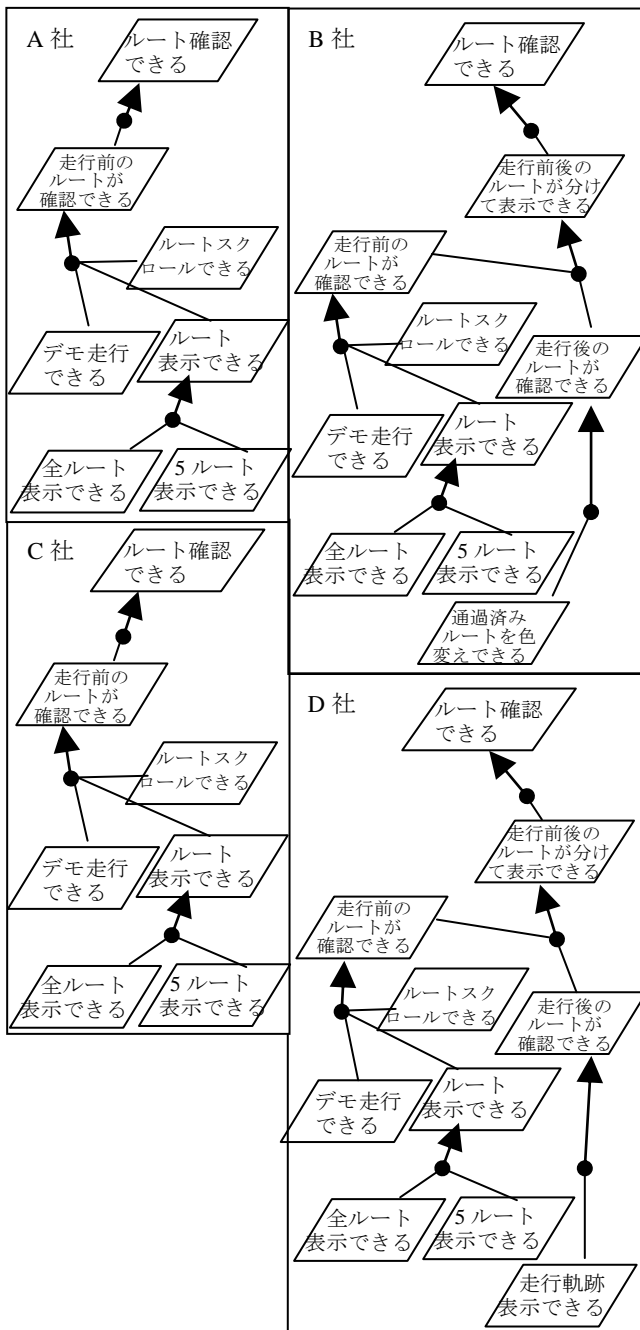 A 社
ルート確認
できる
走行前の
ルートが
確認できる
ルートスク
ロールできる
デモ走行
できる
ルート
表示できる
全ルート
表示できる
5 ルート
表示できる
B 社
ルート確認
できる
走行前後の
ルートが分け
て表示できる
走行前の
ルートが
確認できる
ルートスク
ロールできる
走行後の
ルートが
確認できる
デモ走行
できる
ルート
表示できる
全ルート
表示できる
5 ルート
表示できる
通過済み
ルートを色
変えできる
C 社
ルート確認
できる
走行前の
ルートが
確認できる
ルートスク
ロールできる
デモ走行
できる
ルート
表示できる
全ルート
表示できる
5 ルート
表示できる
D 社
ルート確認
できる
走行前後の
ルートが分け
て表示できる
走行前の
ルートが
確認できる
ルートスク
ロールできる
走行後の
ルートが
確認できる
デモ走行
できる
ルート
表示できる
全ルート
表示できる
5 ルート
表示できる
走行軌跡
表示できる